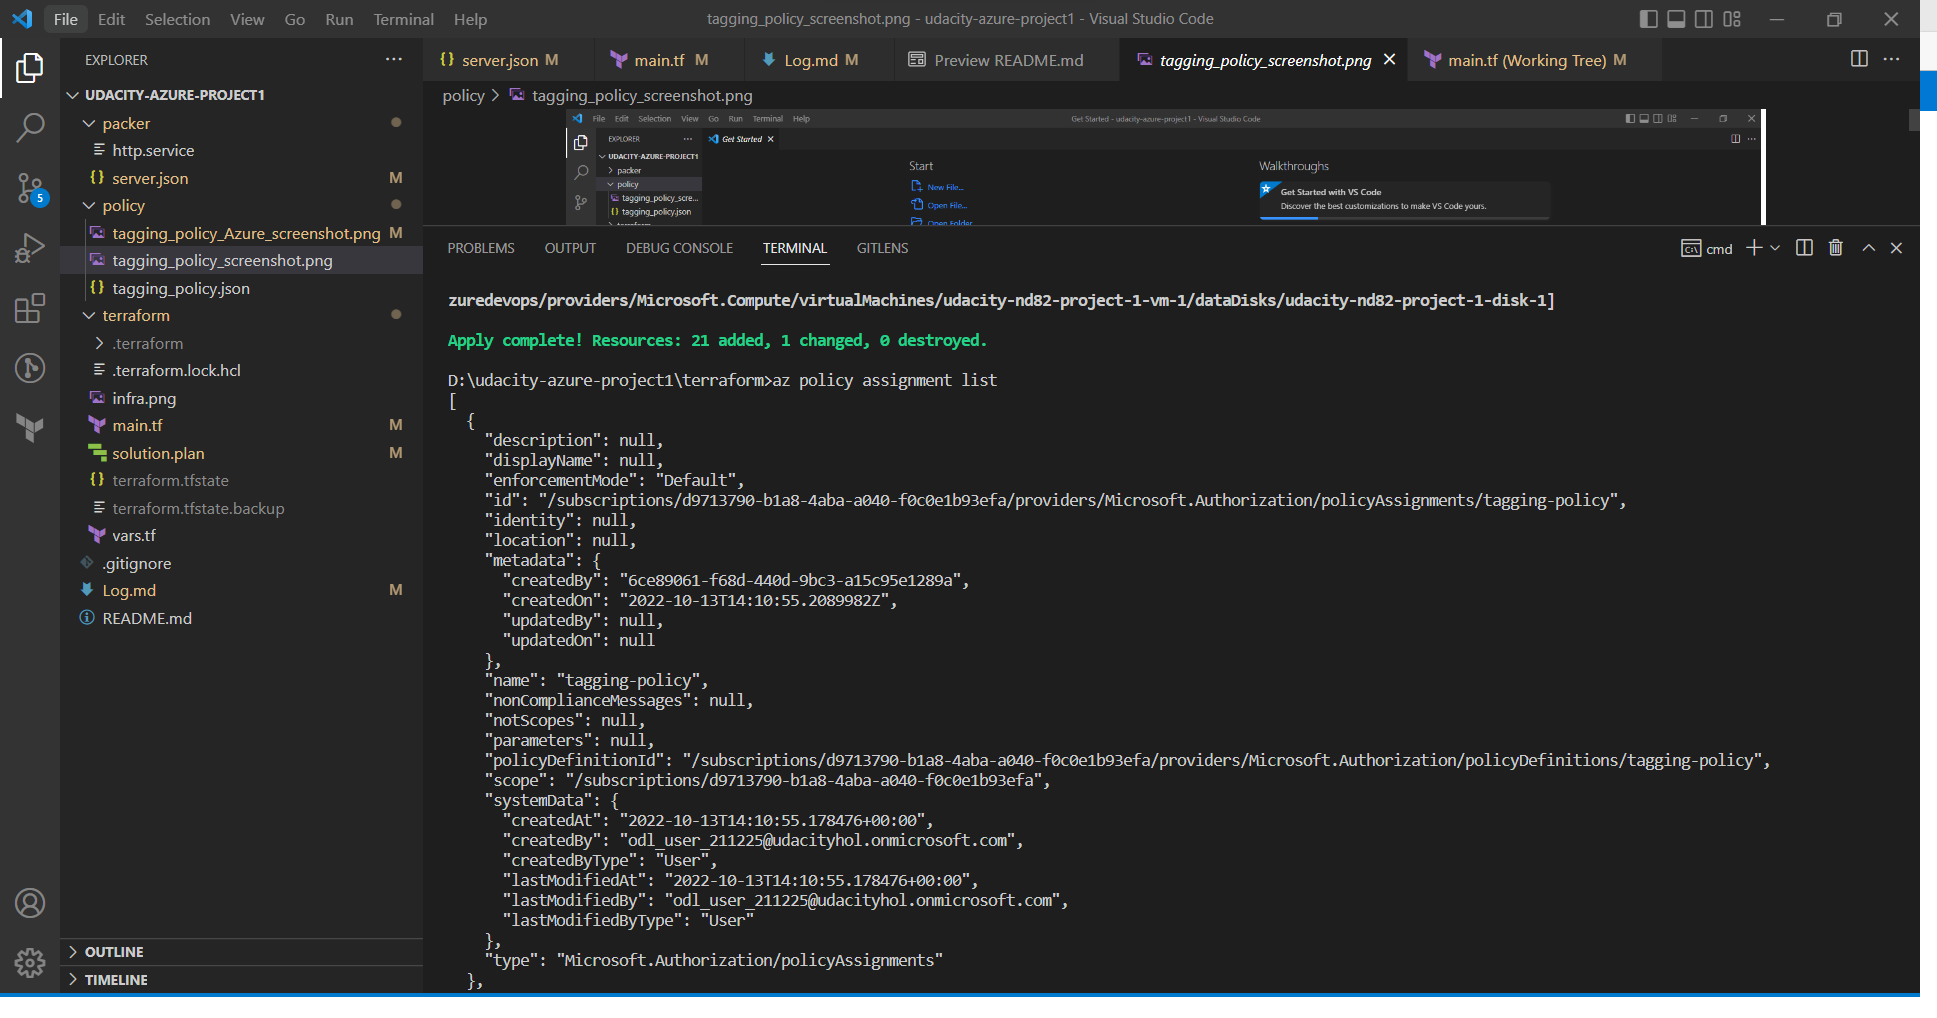 File Edit Selection View Go Run Terminal Help
tagging_policy_screenshot.png - udacity-azure-project1 - Visual Studio Code
EXPLORER
UDACITY-AZURE-PROJECT1
packer
http.service
server.json M
policy
tagging_policy_Azure_screenshot.png M
tagging_policy_screenshot.png
tagging_policy.json
terraform
.terraform
.terraform.lock.hcl
infra.png
main.tf M
solution.plan M
terraform.tfstate
terraform.tfstate.backup
vars.tf
.gitignore
Log.md M
README.md
5
OUTLINE
TIMELINE
server.json M
main.tf M
Log.md M
Preview README.md
tagging_policy_screenshot.png
main.tf (Working Tree) M
policy > tagging_policy_screenshot.png
File Edit Selection View Go Run Terminal Help
Get Started - udacity-azure-project1 - Visual Studio Code
EXPLORER
Get Started
UDACITY-AZURE-PROJECT1
packer
policy
tagging_policy_scre...
tagging_policy.json
terraform
Start
New File...
Open File...
Open Folder
Walkthroughs
Get Started with VS Code
Discover the best customizations to make VS Code yours.
PROBLEMS OUTPUT DEBUG CONSOLE TERMINAL GITLENS
cmd
zuredevops/providers/Microsoft.Compute/virtualMachines/udacity-nd82-project-1-vm-1/dataDisks/udacity-nd82-project-1-disk-1]
Apply complete! Resources: 21 added, 1 changed, 0 destroyed.
D:\udacity-azure-project1\terraform>az policy assignment list
[
{
"description": null,
"displayName": null,
"enforcementMode": "Default",
"id": "/subscriptions/d9713790-b1a8-4aba-a040-f0c0e1b93efa/providers/Microsoft.Authorization/policyAssignments/tagging-policy",
"identity": null,
"location": null,
"metadata": {
"createdBy": "6ce89061-f68d-440d-9bc3-a15c95e1289a",
"createdOn": "2022-10-13T14:10:55.2089982Z",
"updatedBy": null,
"updatedOn": null
},
"name": "tagging-policy",
"nonComplianceMessages": null,
"notScopes": null,
"parameters": null,
"policyDefinitionId": "/subscriptions/d9713790-b1a8-4aba-a040-f0c0e1b93efa/providers/Microsoft.Authorization/policyDefinitions/tagging-policy",
"scope": "/subscriptions/d9713790-b1a8-4aba-a040-f0c0e1b93efa",
"systemData": {
"createdAt": "2022-10-13T14:10:55.178476+00:00",
"createdBy": "odl_user_211225@udacityhol.onmicrosoft.com",
"createdByType": "User",
"lastModifiedAt": "2022-10-13T14:10:55.178476+00:00",
"lastModifiedBy": "odl_user_211225@udacityhol.onmicrosoft.com",
"lastModifiedByType": "User"
},
"type": "Microsoft.Authorization/policyAssignments"
},